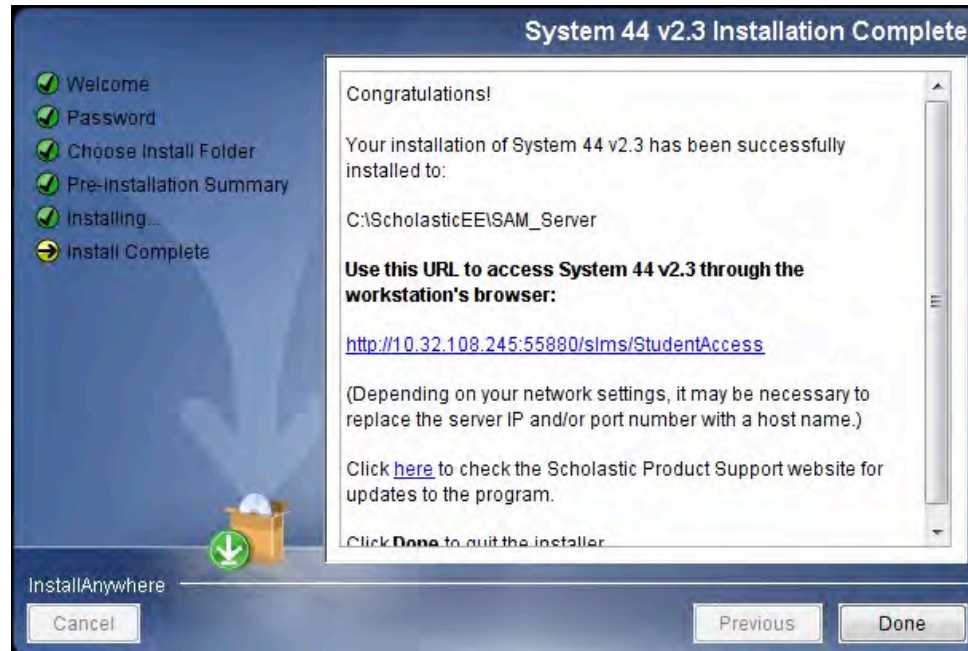 System 44 v2.3 Installation Complete
Welcome
Password
Choose Install Folder
Pre-Installation Summary
Installing...
Install Complete
Congratulations!
Your installation of System 44 v2.3 has been successfully
installed to:
C:\ScholasticEE\SAM_Server
Use this URL to access System 44 v2.3 through the
workstation's browser:
http://10.32.108.245:55880/slms/StudentAccess
(Depending on your network settings, it may be necessary to
replace the server IP and/or port number with a host name.)
Click here to check the Scholastic Product Support website for
updates to the program.
Click Done to quit the installer
InstallAnywhere
Cancel
Previous
Done